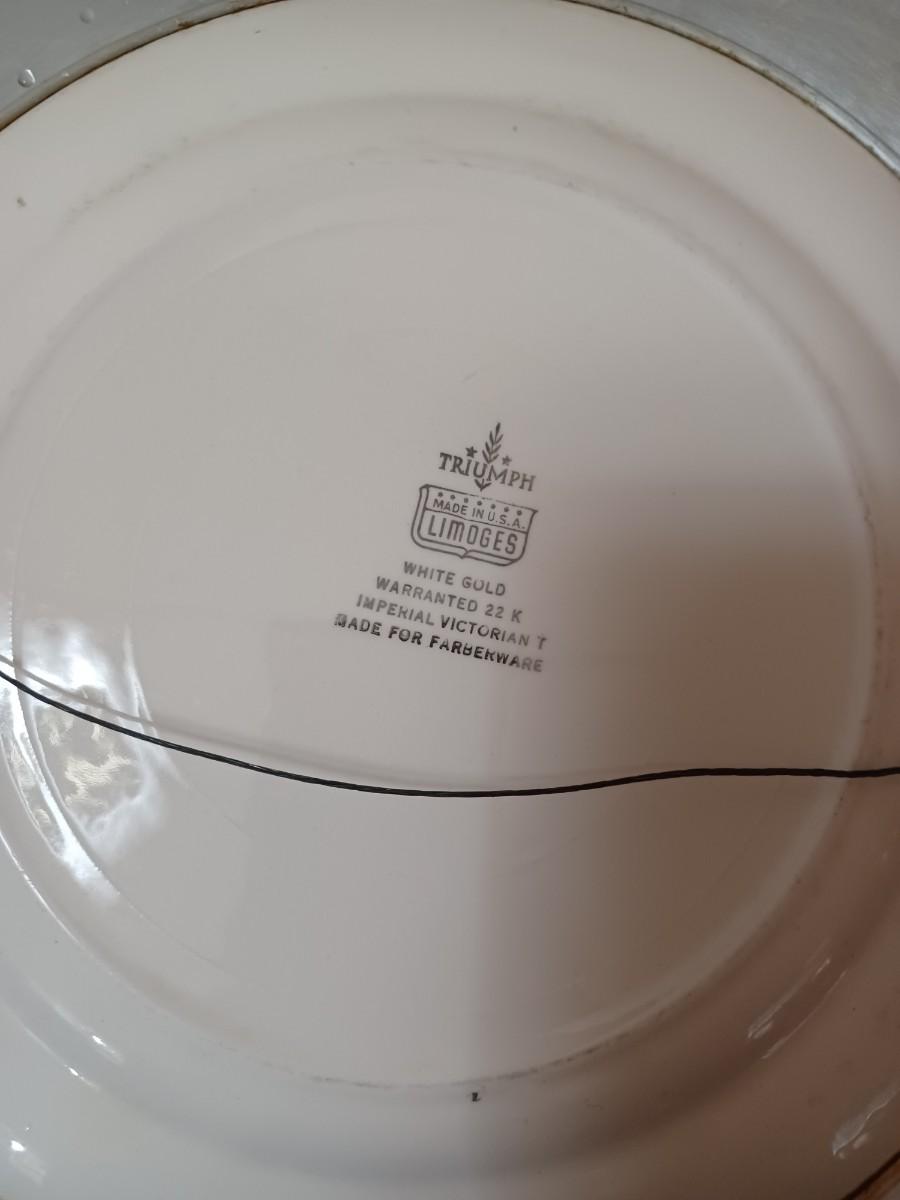 TRIUMPH
MADE IN U.S.A.
LIMOGES
WHITE GOLD
WARRANTED 22 K
IMPERIAL VICTORIAN T
MADE FOR FARBERWARE